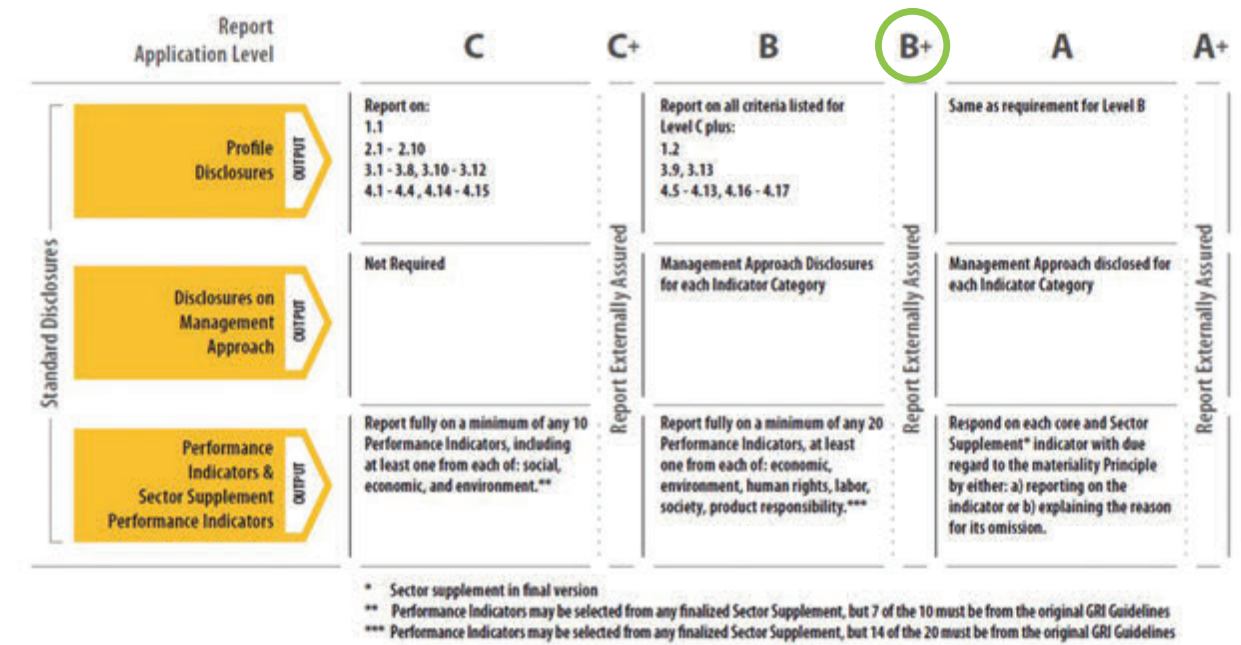 Report
Application Level
C
C+
B
B+
A
A+
Standard Disclosures
Profile
Disclosures
OUTPUT
Report on:
1.1
2.1 - 2.10
3.1 - 3.8, 3.10 - 3.12
4.1 - 4.4 , 4.14 - 4.15
Report on all criteria listed for
Level C plus:
1.2
3.9, 3.13
4.5 - 4.13, 4.16 - 4.17
Same as requirement for Level B
Disclosures on
Management
Approach
OUTPUT
Not Required
Management Approach Disclosures
for each Indicator Category
Management Approach disclosed for
each Indicator Category
Performance
Indicators &
Sector Supplement
Performance Indicators
OUTPUT
Report fully on a minimum of any 10
Performance Indicators, including
at least one from each of: social,
economic, and environment.**
Report fully on a minimum of any 20
Performance Indicators, at least
one from each of: economic,
environment, human rights, labor,
society, product responsibility.***
Respond on each core and Sector
Supplement* indicator with due
regard to the materiality Principle
by either: a) reporting on the
indicator or b) explaining the reason
for its omission.
Report Externally Assured
Report Externally Assured
Report Externally Assured
* Sector supplement in final version
** Performance Indicators may be selected from any finalized Sector Supplement, but 7 of the 10 must be from the original GRI Guidelines
*** Performance Indicators may be selected from any finalized Sector Supplement, but 14 of the 20 must be from the original GRI Guidelines